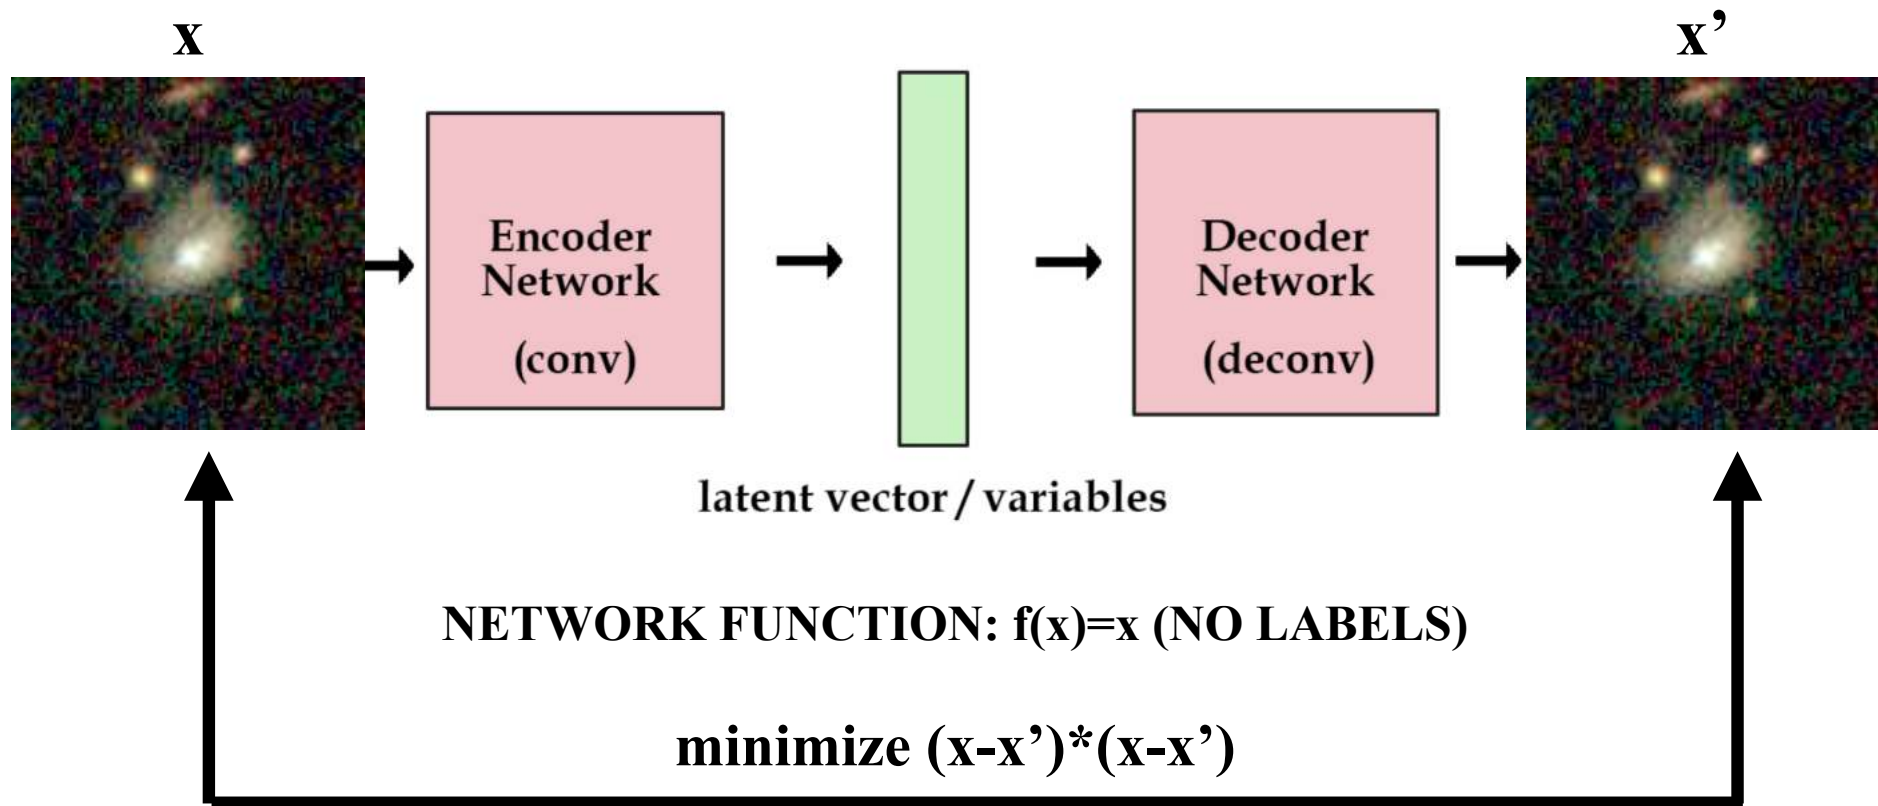 x
x’
Encoder
Network
(conv)
Decoder
Network
(deconv)
latent vector / variables
NETWORK FUNCTION: f(x)=x (NO LABELS)
minimize (x-x’)*(x-x’)